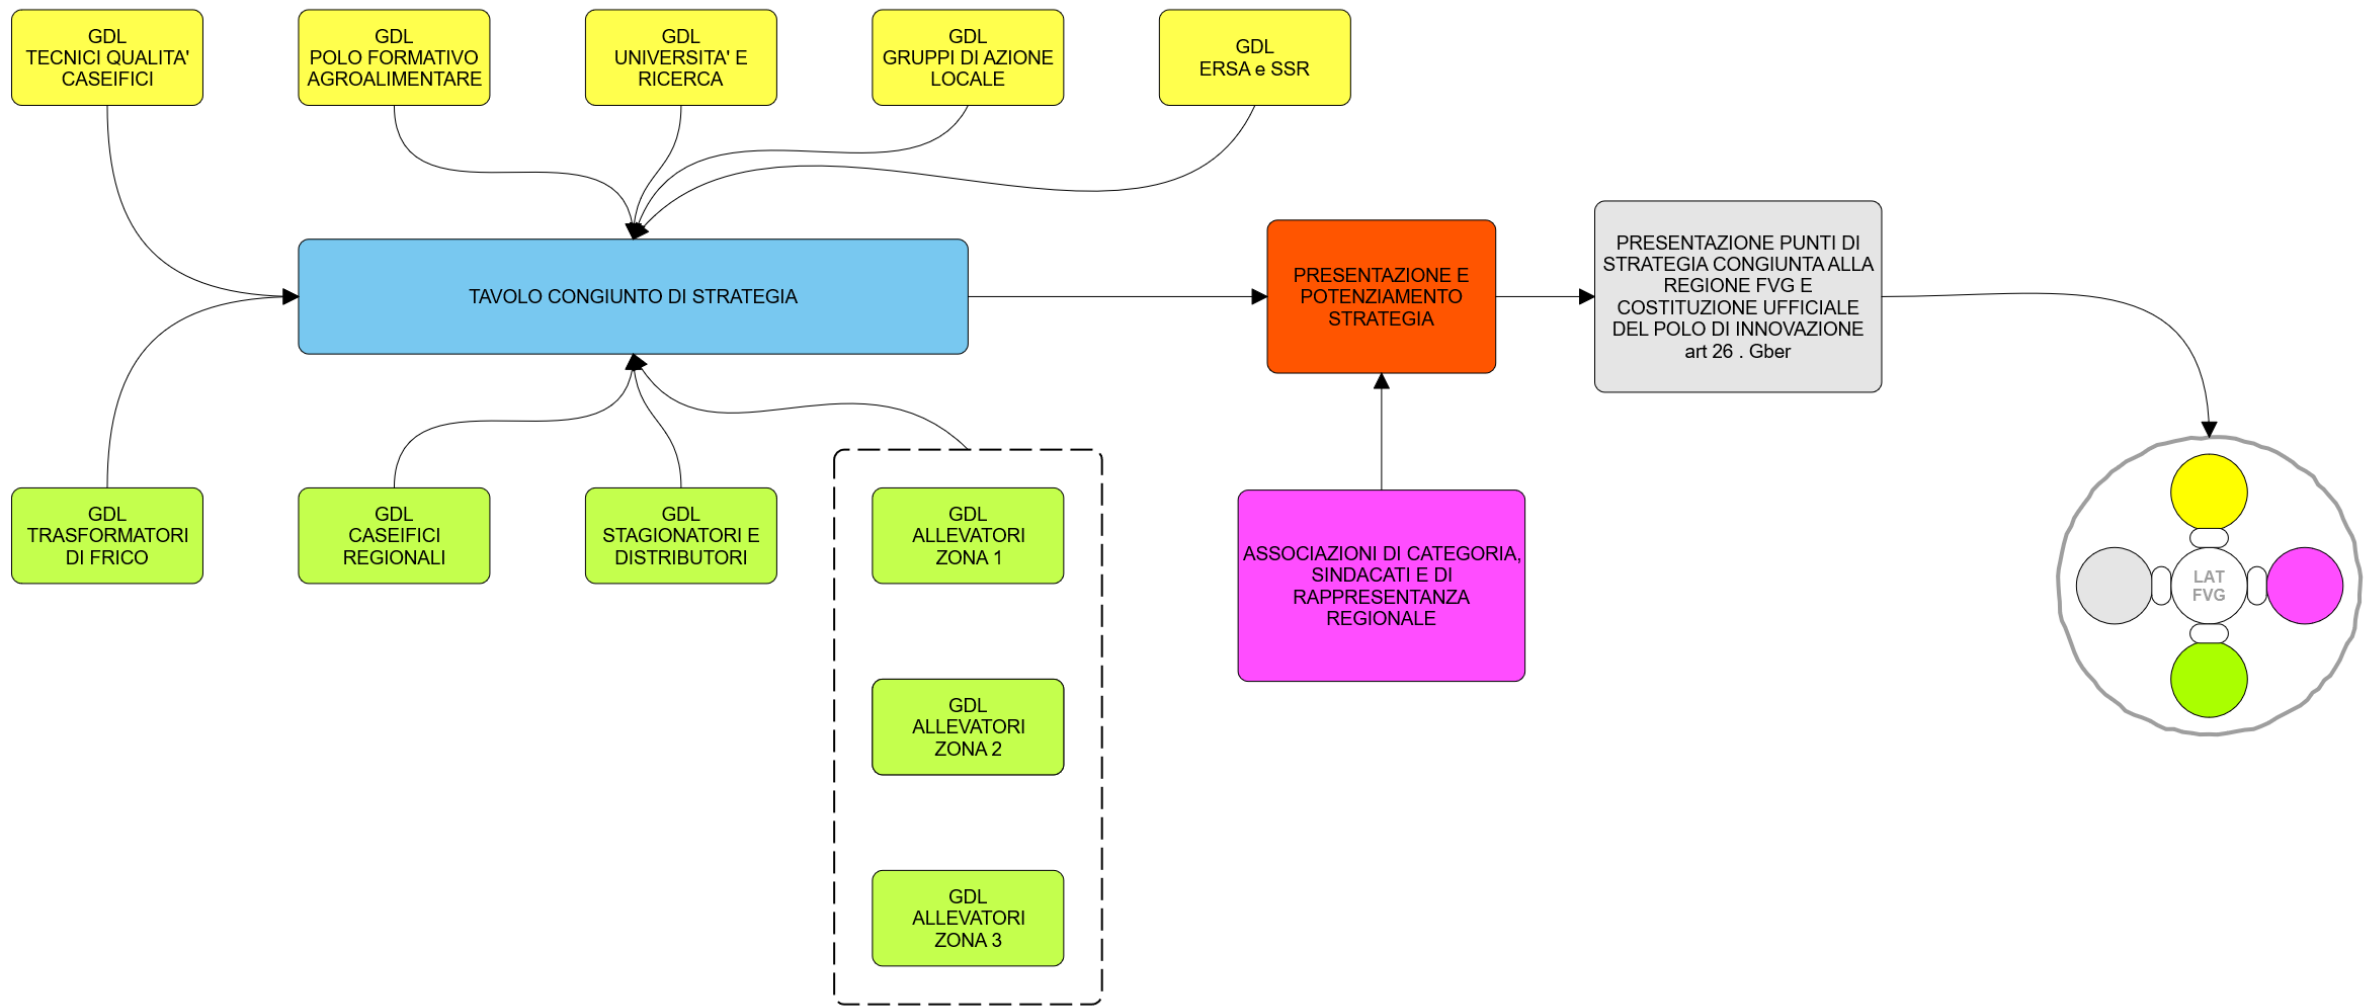 GDL
TECNICI QUALITA'
CASEIFICI
GDL
POLO FORMATIVO
AGROALIMENTARE
GDL
UNIVERSITA' E
RICERCA
GDL
GRUPPI DI AZIONE
LOCALE
GDL
ERSA e SSR
TAVOLO CONGIUNTO DI STRATEGIA
PRESENTAZIONE E
POTENZIAMENTO
STRATEGIA
PRESENTAZIONE PUNTI DI
STRATEGIA CONGIUNTA ALLA
REGIONE FVG E
COSTITUZIONE UFFICIALE
DEL POLO DI INNOVAZIONE
art 26 . Gber
GDL
TRASFORMATORI
DI FRICO
GDL
CASEIFICI
REGIONALI
GDL
STAGIONATORI E
DISTRIBUTORI
GDL
ALLEVATORI
ZONA 1
GDL
ALLEVATORI
ZONA 2
GDL
ALLEVATORI
ZONA 3
ASSOCIAZIONI DI CATEGORIA,
SINDACATI E DI
RAPPRESENTANZA
REGIONALE
LAT
FVG